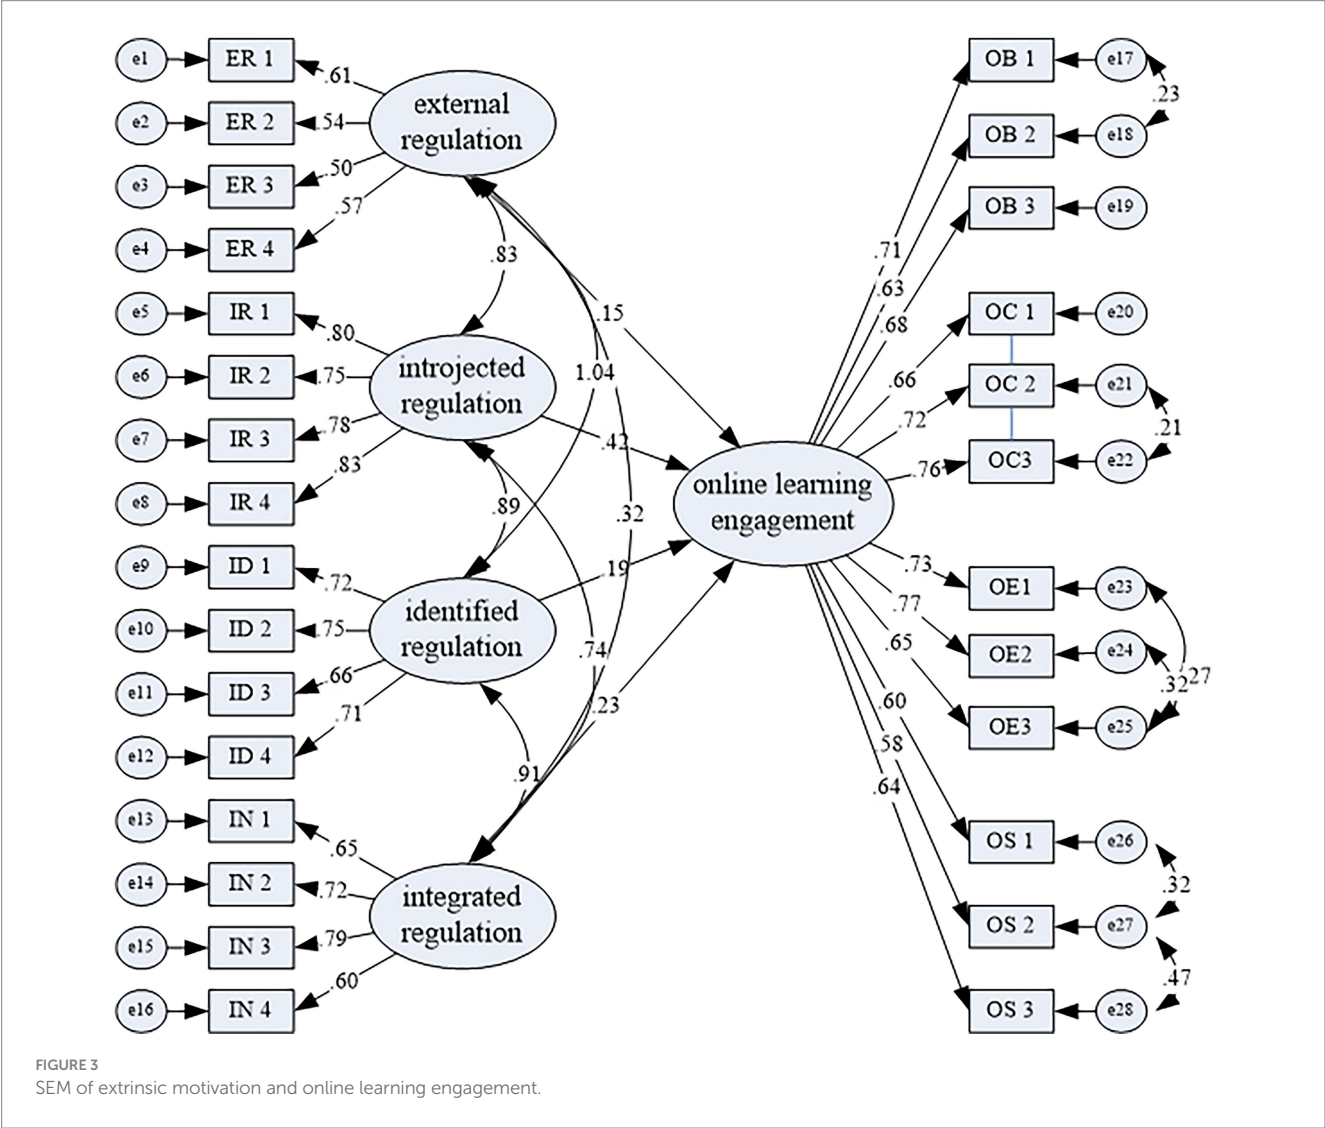 e1
ER 1
.61
e2
ER 2
.54
e3
ER 3
.50
e4
ER 4
.57
external
regulation
e5
IR 1
.80
e6
IR 2
.75
e7
IR 3
.78
e8
IR 4
.83
introjected
regulation
e9
ID 1
.72
e10
ID 2
.75
e11
ID 3
.66
e12
ID 4
.71
identified
regulation
e13
IN 1
.65
e14
IN 2
.72
e15
IN 3
.79
e16
IN 4
.60
integrated
regulation
.83
1.04
.32
.89
.74
.91
.15
.42
.19
.23
online learning
engagement
.71
.63
.68
.66
.72
.76
.73
.77
.65
.60
.58
.64
OB 1
e17
.23
OB 2
e18
OB 3
e19
OC 1
e20
OC 2
e21
.21
OC3
e22
OE1
e23
OE2
e24
.32
.27
OE3
e25
OS 1
e26
.32
OS 2
e27
.47
OS 3
e28
FIGURE 3
SEM of extrinsic motivation and online learning engagement.